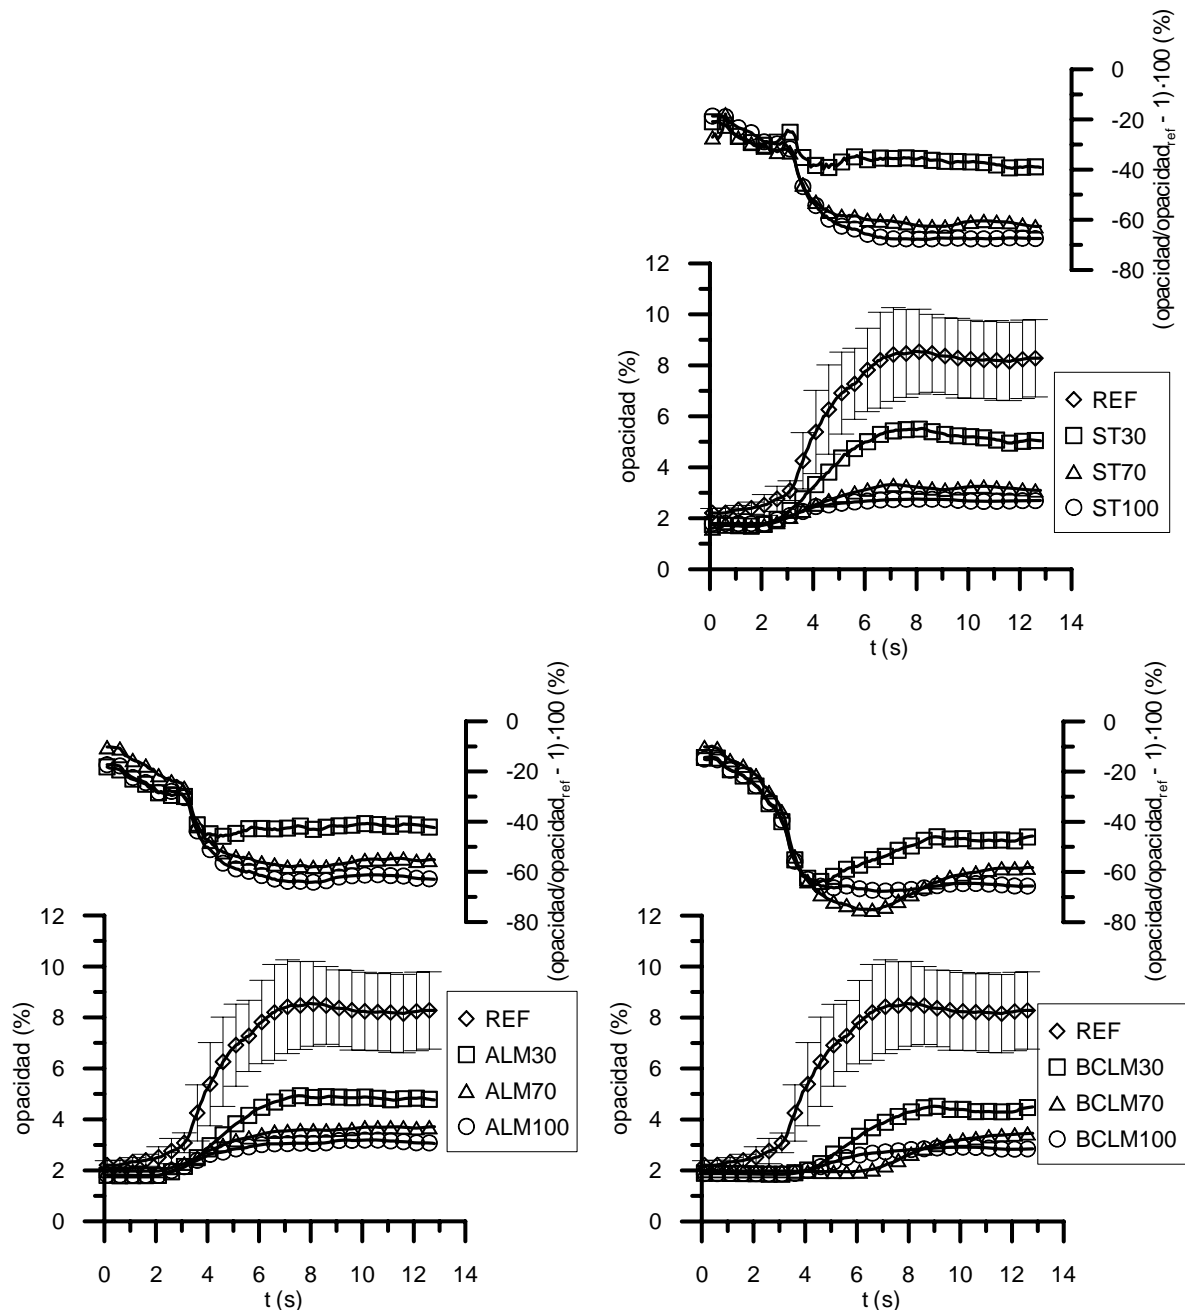 0
-20
-40
-60
-80
(opacidad/opacidad_ref - 1)·100 (%)
12
10
8
6
4
2
0
opacidad (%)
0 2 4 6 8 10 12 14
t (s)
REF
ST30
ST70
ST100
0
-20
-40
-60
-80
(opacidad/opacidad_ref - 1)·100 (%)
12
10
8
6
4
2
0
opacidad (%)
0 2 4 6 8 10 12 14
t (s)
REF
ALM30
ALM70
ALM100
0
-20
-40
-60
-80
(opacidad/opacidad_ref - 1)·100 (%)
12
10
8
6
4
2
0
opacidad (%)
0 2 4 6 8 10 12 14
t (s)
REF
BCLM30
BCLM70
BCLM100